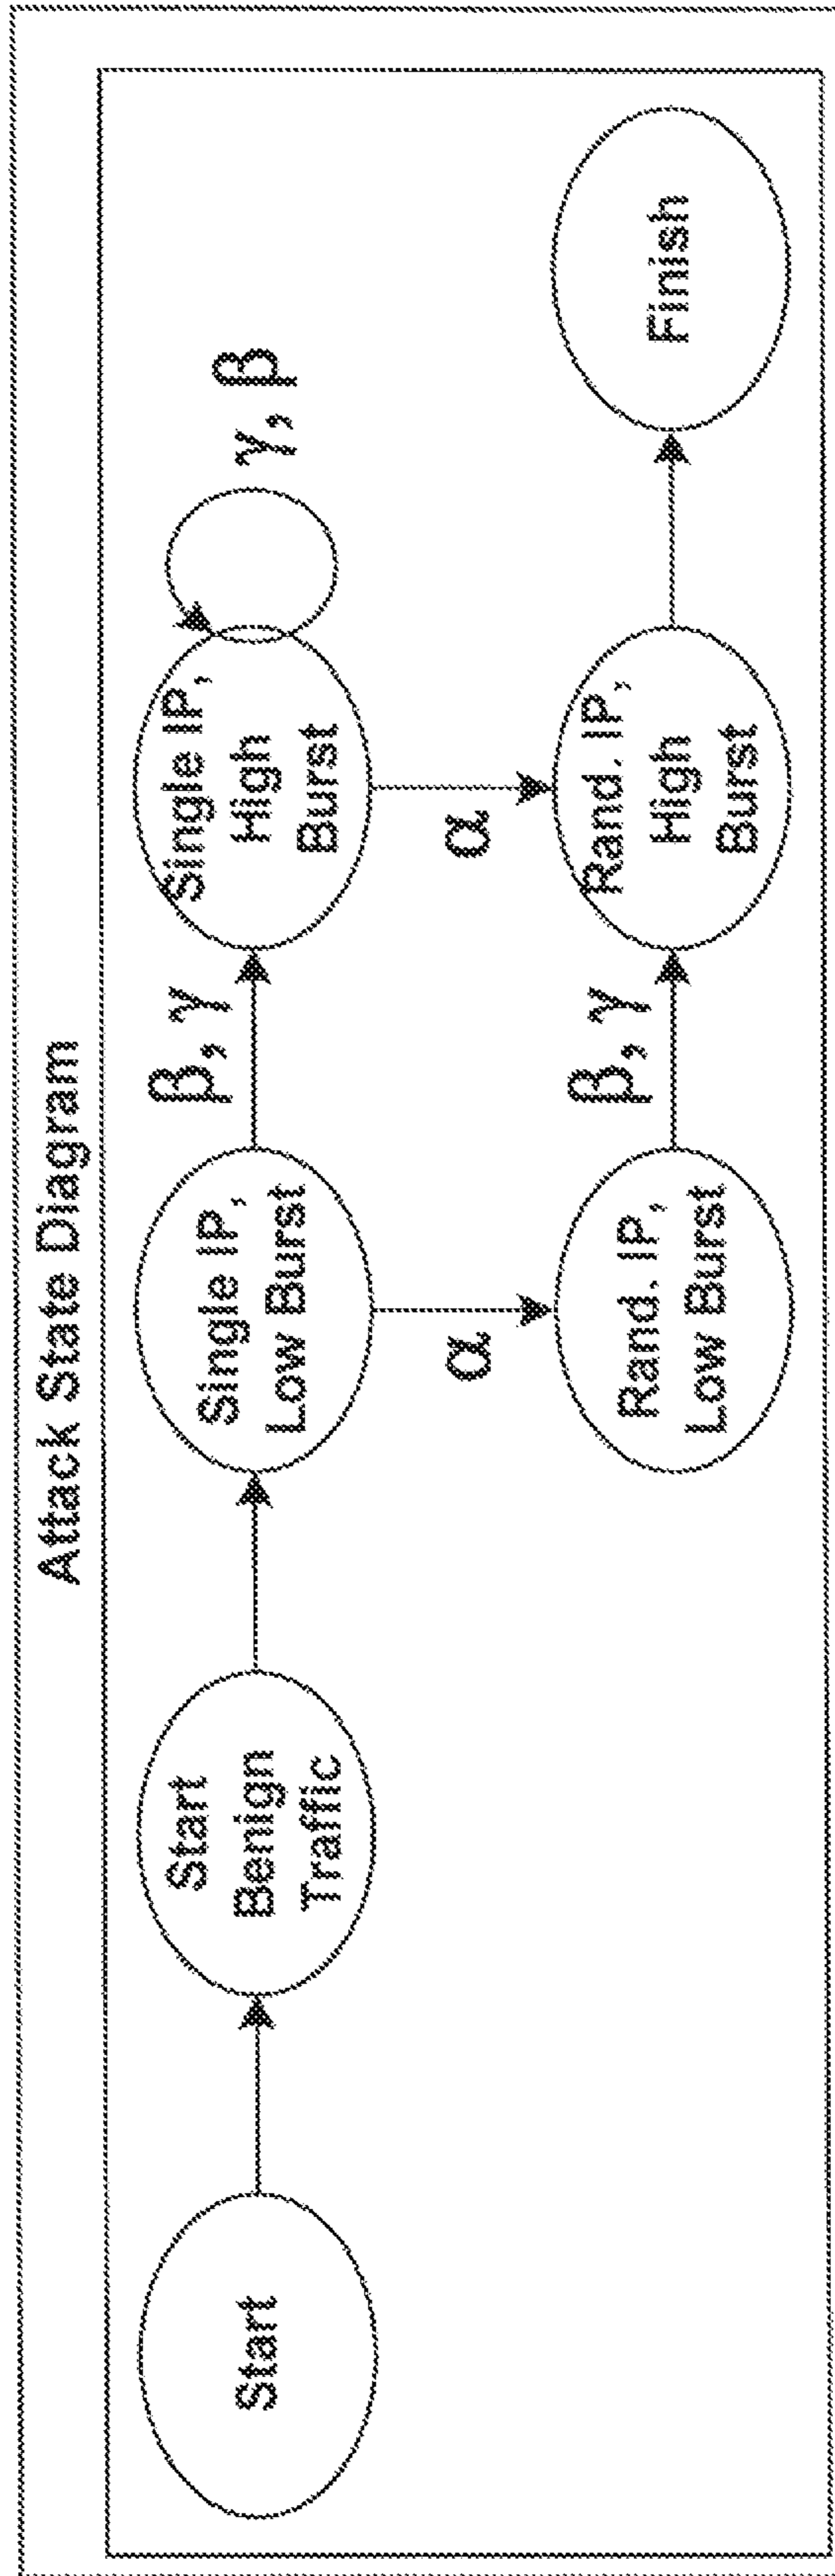 Attack State Diagram
Start
Start
Benign
Traffic
Single IP,
Low Burst
β, γ
Single IP,
High
Burst
γ, β
α
α
Rand. IP,
Low Burst
β, γ
Rand. IP,
High
Burst
Finish